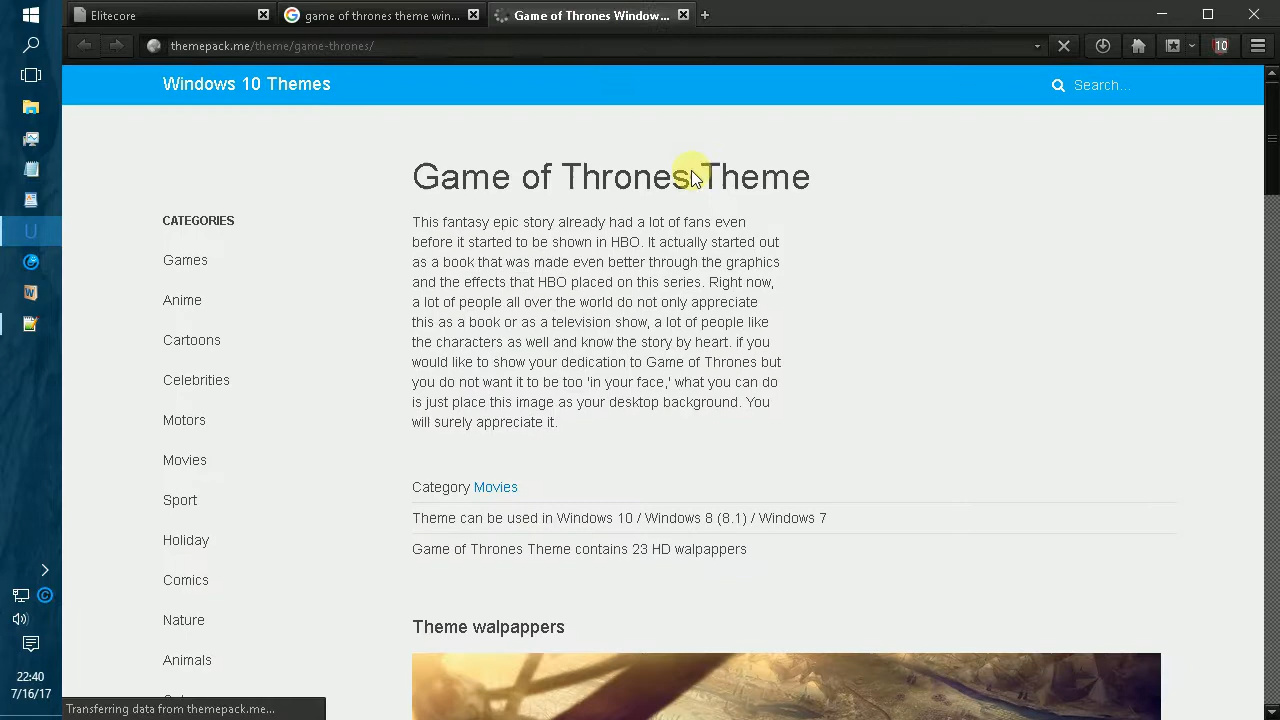 Elitecore
game of thrones theme win...
Game of Thrones Window...
themepack.me/theme/game-thrones/
10
Windows 10 Themes
Search...
Game of Thrones Theme
CATEGORIES
Games
Anime
Cartoons
Celebrities
Motors
Movies
Sport
Holiday
Comics
Nature
Animals
This fantasy epic story already had a lot of fans even
before it started to be shown in HBO. It actually started out
as a book that was made even better through the graphics
and the effects that HBO placed on this series. Right now,
a lot of people all over the world do not only appreciate
this as a book or as a television show, a lot of people like
the characters as well and know the story by heart. If you
would like to show your dedication to Game of Thrones but
you do not want it to be too 'in your face,' what you can do
is just place this image as your desktop background. You
will surely appreciate it.
Category Movies
Theme can be used in Windows 10 / Windows 8 (8.1) / Windows 7
Game of Thrones Theme contains 23 HD walpappers
Theme walpappers
Transferring data from themepack.me...
22:40
7/16/17